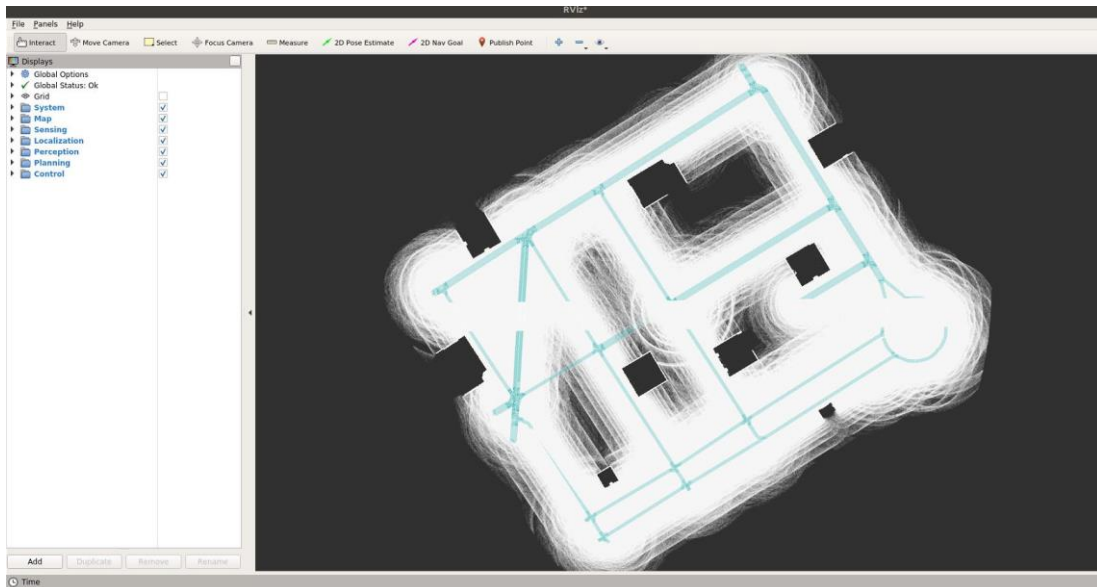 RViz*
File Panels Help
Interact Move Camera Select Focus Camera Measure 2D Pose Estimate 2D Nav Goal Publish Point
Displays
Global Options
Global Status: Ok
Grid
System
Map
Sensing
Localization
Perception
Planning
Control
Add Duplicate Remove Rename
Time